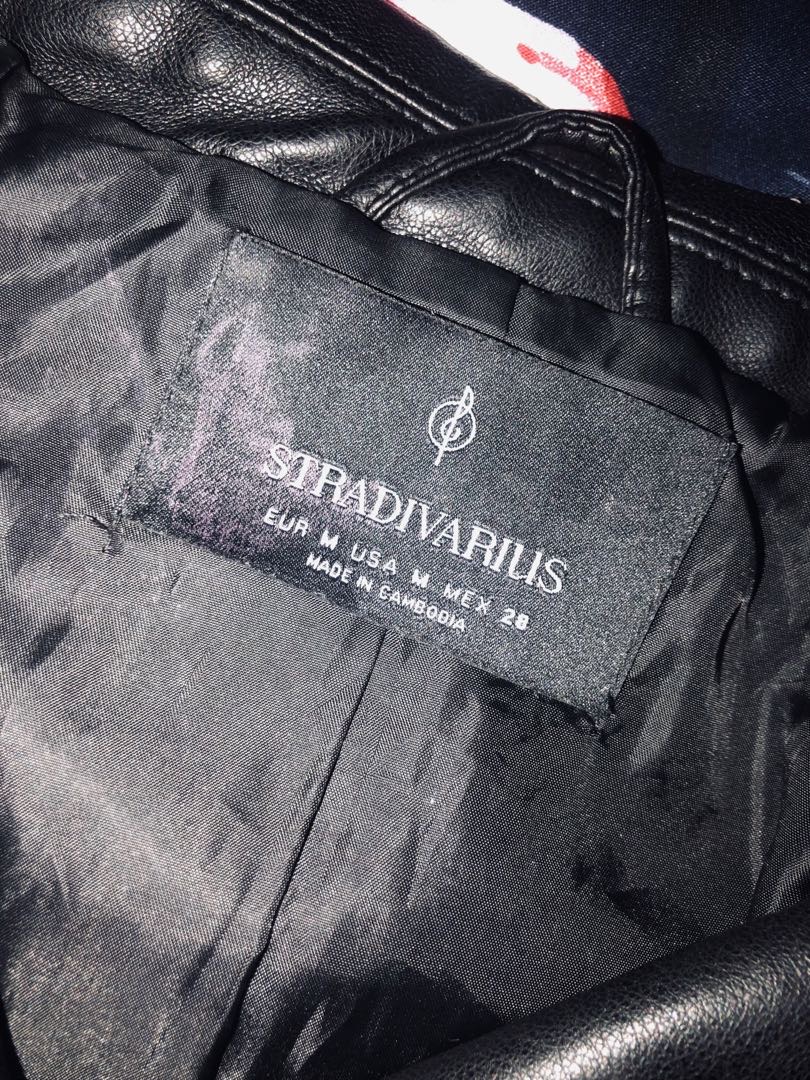 STRADIVARIUS
EUR M USA M MEX 28
MADE IN CAMBODIA